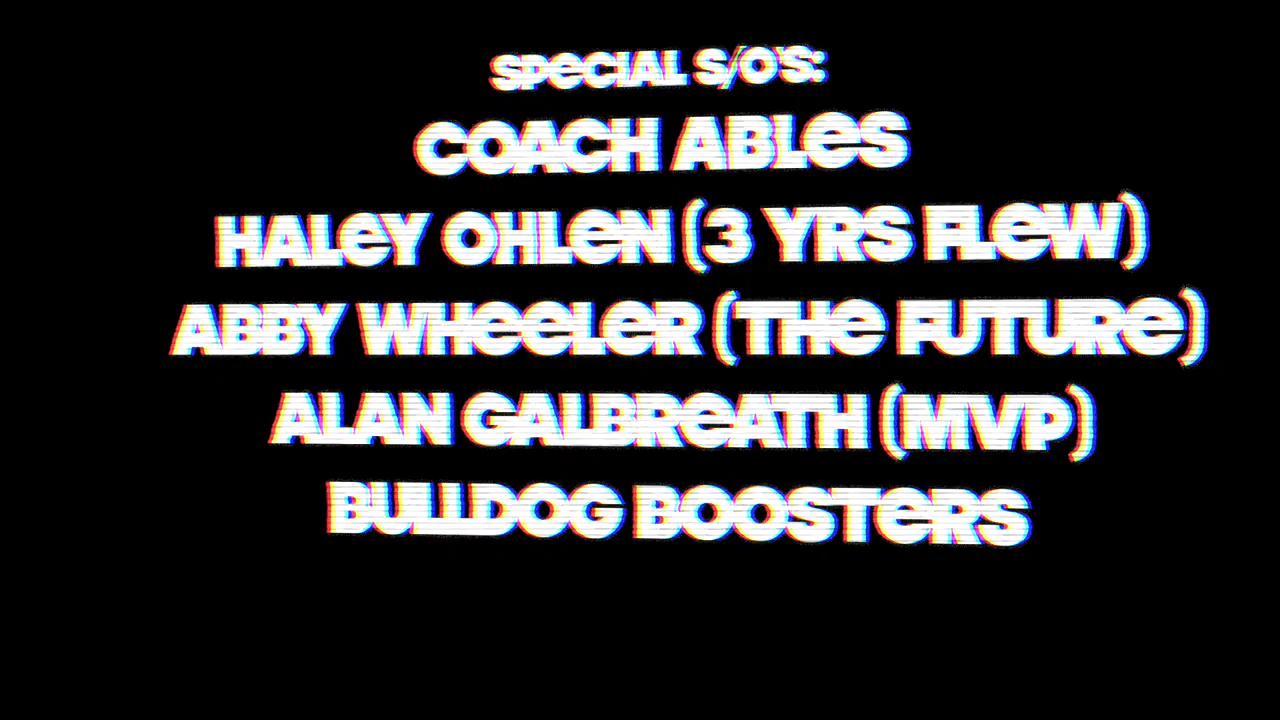 SPECIAL S/O'S:
COACH ABLES
HALEY OHLEN (3 YRS FLEW)
ABBY WHEELER (THE FUTURE)
ALAN GALBREATH (MVP)
BULLDOG BOOSTERS